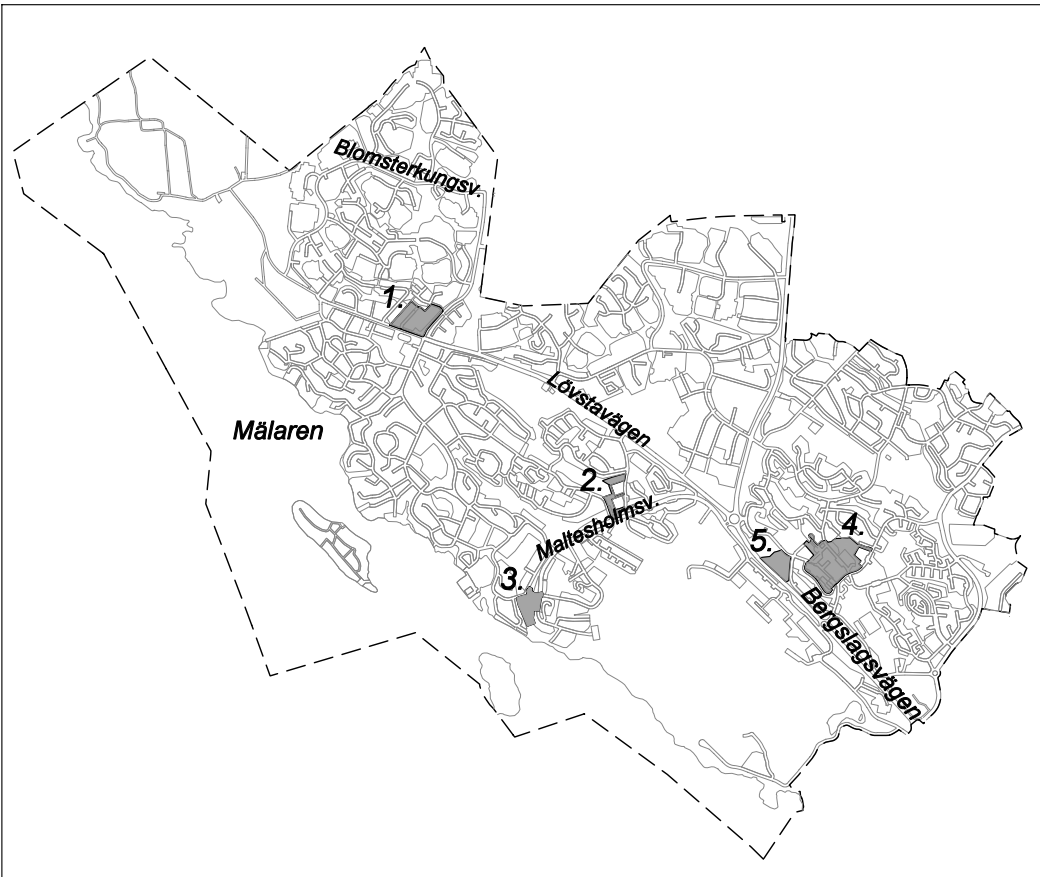 Blomsterkungsv.
1.
Mälaren
Lövstavägen
2.
Maltesholmsv.
3.
4.
5.
Bergslagsvägen